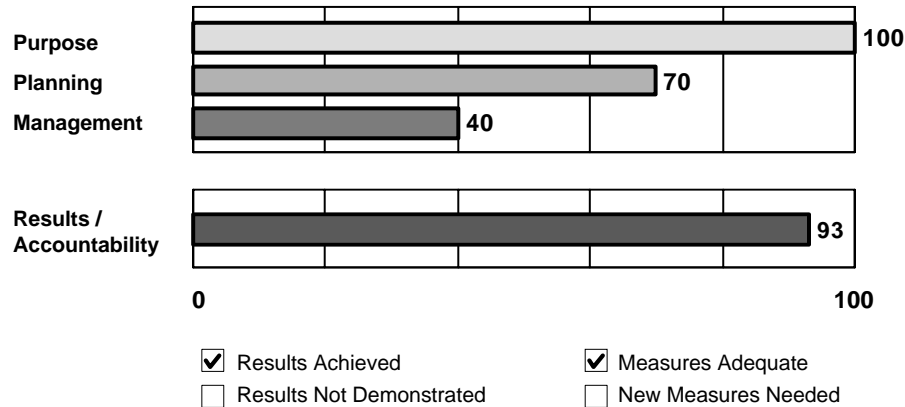 Purpose 100
Planning 70
Management 40
Results /
Accountability 93
0 100
Results Achieved Measures Adequate
Results Not Demonstrated New Measures Needed